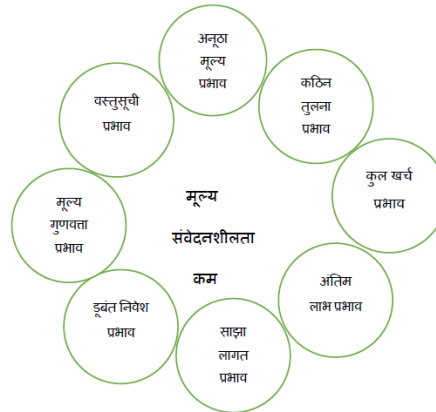 अनूठा
मूल्य
प्रभाव
कठिन
तुलना
प्रभाव
कुल खर्च
प्रभाव
अंतिम
लाभ प्रभाव
साझा
लागत
प्रभाव
डूबंत निवेश
प्रभाव
मूल्य
गुणवत्ता
प्रभाव
वस्तुसूची
प्रभाव
मूल्य
संवेदनशीलता
कम